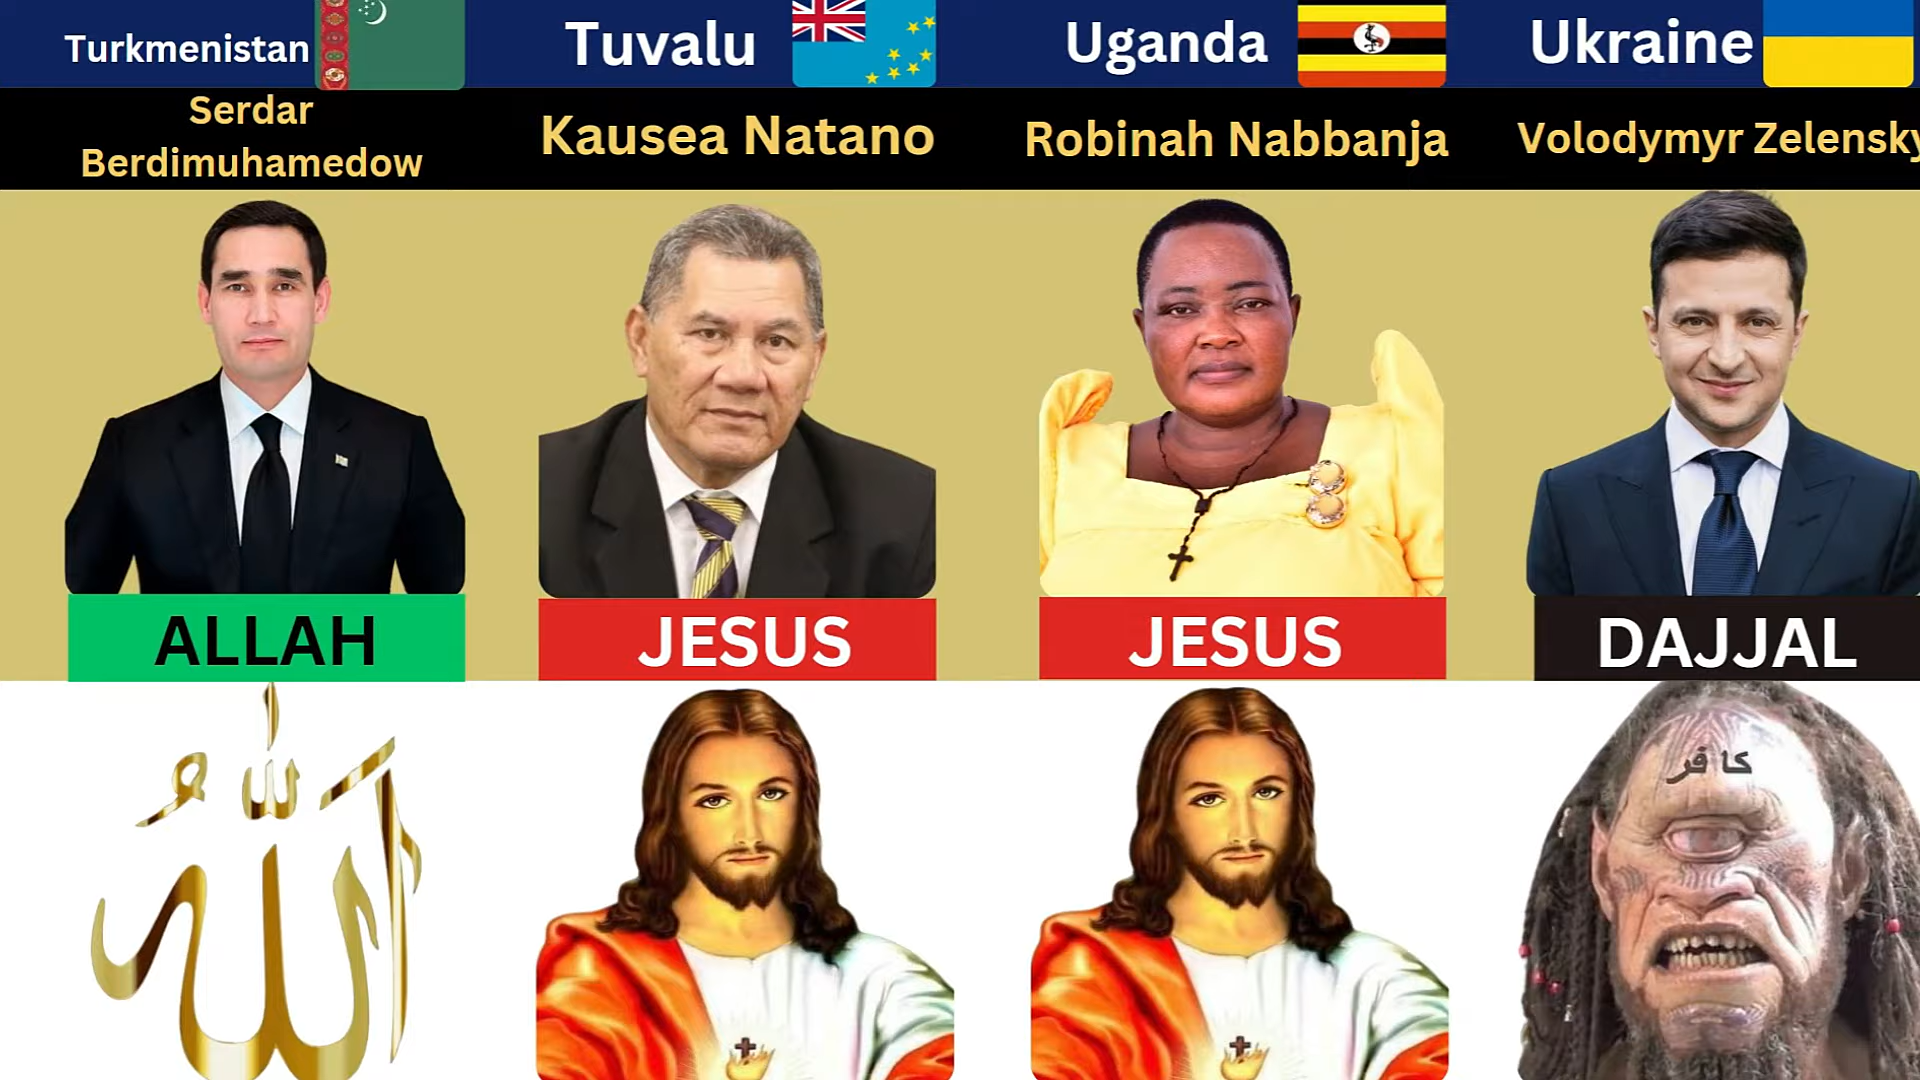 Turkmenistan
Tuvalu
Uganda
Ukraine
Serdar
Berdimuhamedow
Kausea Natano
Robinah Nabbanja
Volodymyr Zelensky
ALLAH
JESUS
JESUS
DAJJAL
الله
كافر